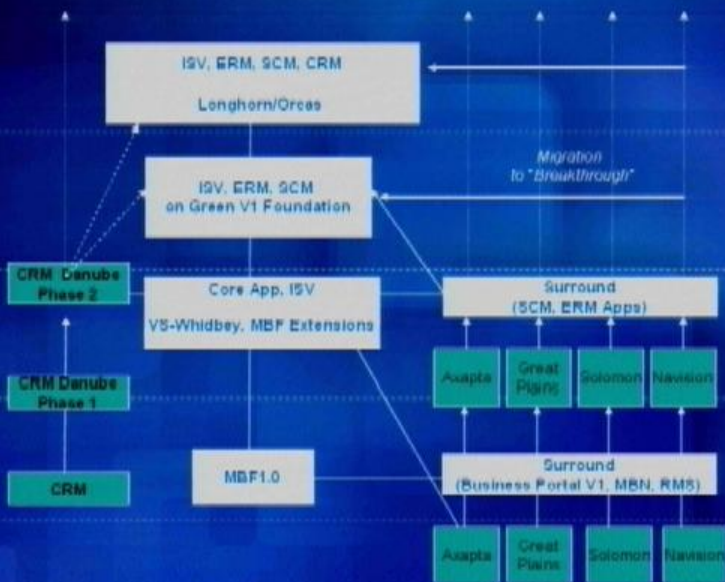 ISV, ERM, SCM, CRM
Longhorn/Orcas
Migration
to "Breakthrough"
ISV, ERM, SCM
on Green V1 Foundation
CRM Danube
Phase 2
Core App, ISV
VS-Whidbey, MBF Extensions
Surround
(SCM, ERM Apps)
Axapta
Great
Plains
Solomon
Navision
CRM Danube
Phase 1
CRM
MBF1.0
Surround
(Business Portal V1, MBN, RMS)
Axapta
Great
Plains
Solomon
Navision